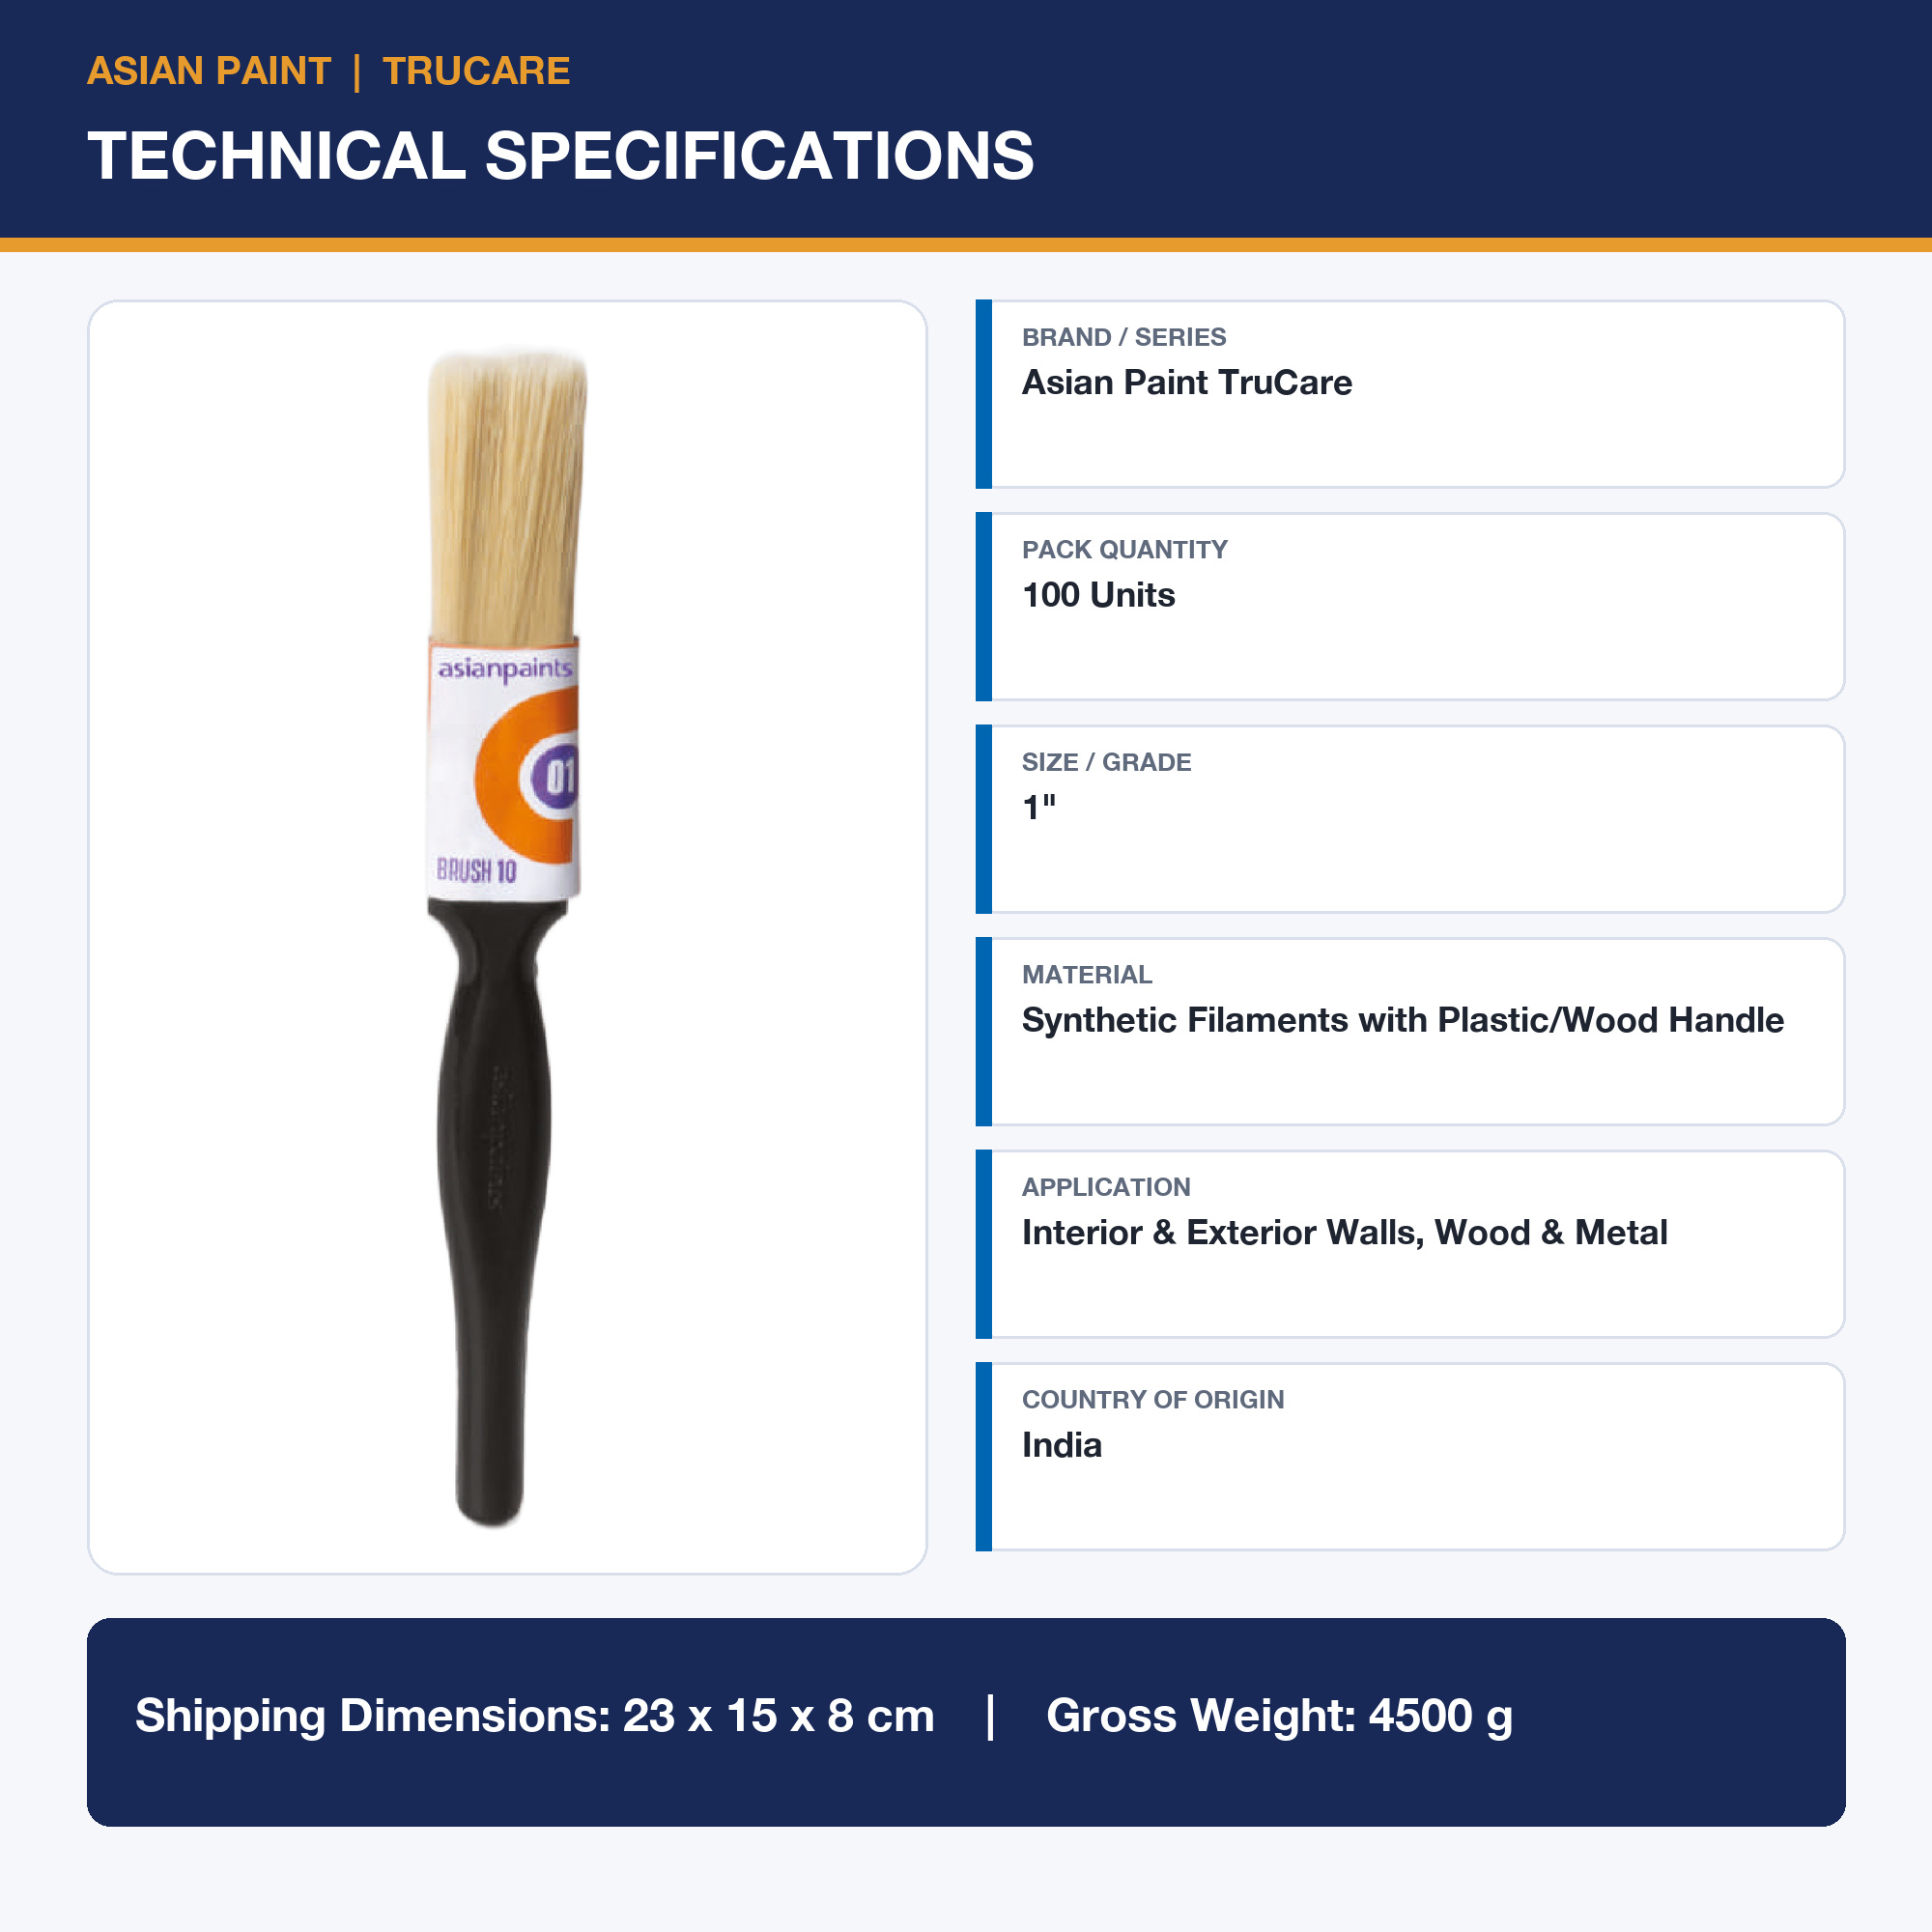 ASIAN PAINT | TRUCARE
TECHNICAL SPECIFICATIONS
asianpaints
01
BRUSH 10
BRAND / SERIES
Asian Paint TruCare
PACK QUANTITY
100 Units
SIZE / GRADE
1"
MATERIAL
Synthetic Filaments with Plastic/Wood Handle
APPLICATION
Interior & Exterior Walls, Wood & Metal
COUNTRY OF ORIGIN
India
Shipping Dimensions: 23 x 15 x 8 cm | Gross Weight: 4500 g